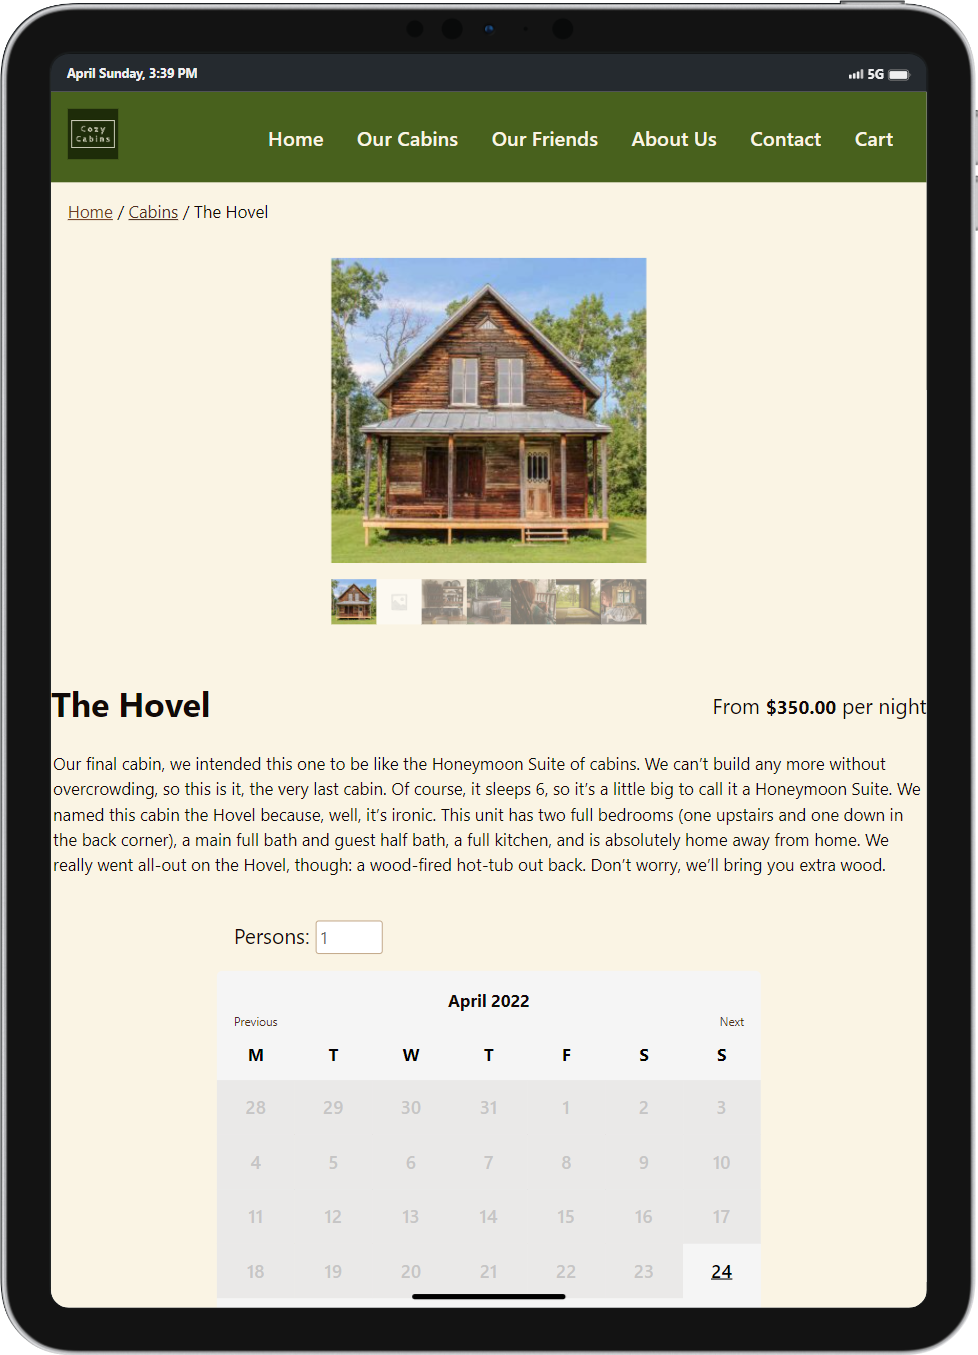 April Sunday, 3:39 PM
5G
Cozy
Cabins
Home Our Cabins Our Friends About Us Contact Cart
Home / Cabins / The Hovel
The Hovel
From $350.00 per night
Our final cabin, we intended this one to be like the Honeymoon Suite of cabins. We can’t build any more without
overcrowding, so this is it, the very last cabin. Of course, it sleeps 6, so it’s a little big to call it a Honeymoon Suite. We
named this cabin the Hovel because, well, it’s ironic. This unit has two full bedrooms (one upstairs and one down in
the back corner), a main full bath and guest half bath, a full kitchen, and is absolutely home away from home. We
really went all-out on the Hovel, though: a wood-fired hot-tub out back. Don’t worry, we’ll bring you extra wood.
Persons: 1
April 2022
Previous Next
M T W T F S S
28 29 30 31 1 2 3
4 5 6 7 8 9 10
11 12 13 14 15 16 17
18 19 20 21 22 23 24